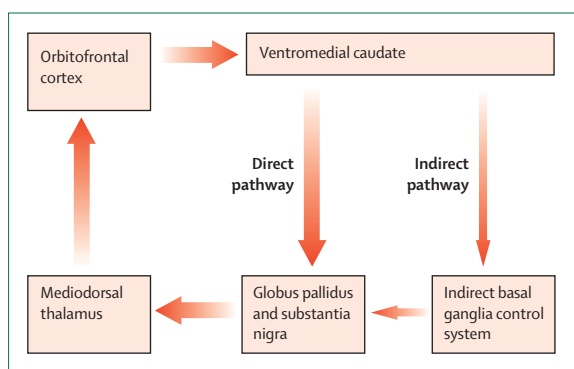 Orbitofrontal
cortex
Ventromedial caudate
Direct
pathway
Indirect
pathway
Mediodorsal
thalamus
Globus pallidus
and substantia
nigra
Indirect basal
ganglia control
system